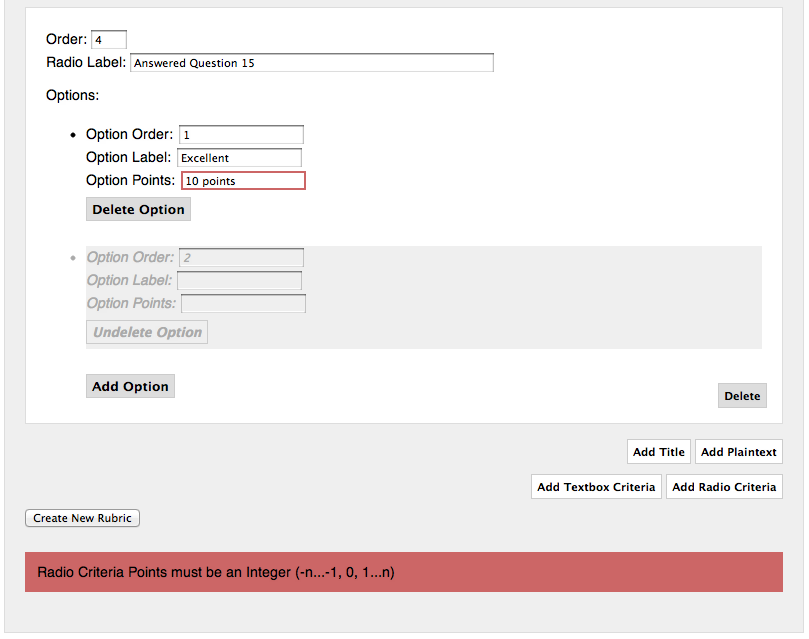 Order: 4
Radio Label: Answered Question 15
Options:
• Option Order: 1
Option Label: Excellent
Option Points: 10 points
Delete Option
• Option Order: 2
Option Label:
Option Points:
Undelete Option
Add Option
Delete
Add Title Add Plaintext
Add Textbox Criteria Add Radio Criteria
Create New Rubric
Radio Criteria Points must be an Integer (-n...-1, 0, 1...n)